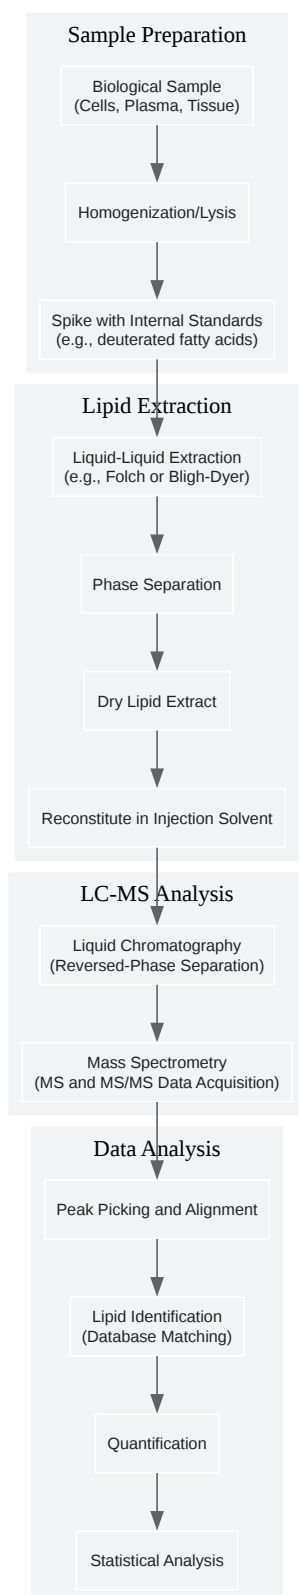 Sample Preparation
Biological Sample
(Cells, Plasma, Tissue)
Homogenization/Lysis
Spike with Internal Standards
(e.g., deuterated fatty acids)
Lipid Extraction
Liquid-Liquid Extraction
(e.g., Folch or Bligh-Dyer)
Phase Separation
Dry Lipid Extract
Reconstitute in Injection Solvent
LC-MS Analysis
Liquid Chromatography
(Reversed-Phase Separation)
Mass Spectrometry
(MS and MS/MS Data Acquisition)
Data Analysis
Peak Picking and Alignment
Lipid Identification
(Database Matching)
Quantification
Statistical Analysis